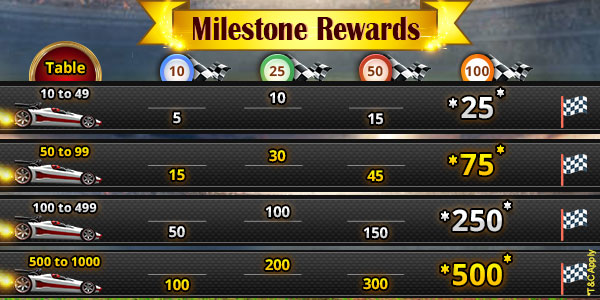 Milestone Rewards
Table 10 25 50 100
10 to 49
5 10 15 *25*
50 to 99
15 30 45 *75*
100 to 499
50 100 150 *250*
500 to 1000
100 200 300 *500*
*T&C Apply